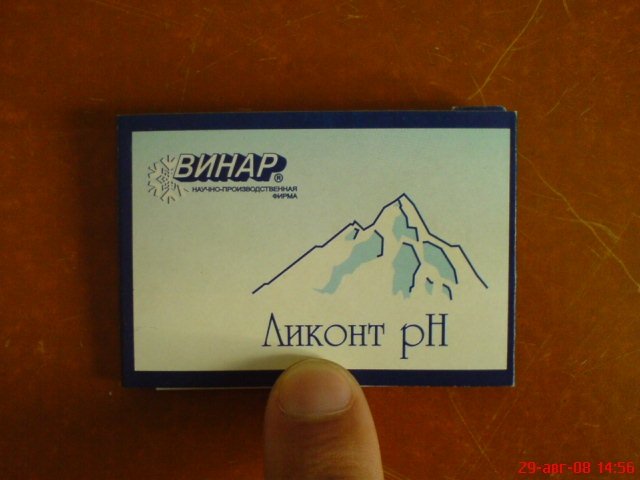 ВИНАР®
НАУЧНО-ПРОИЗВОДСТВЕННАЯ
ФИРМА
Ликонт pH
29-авг-08 14:56